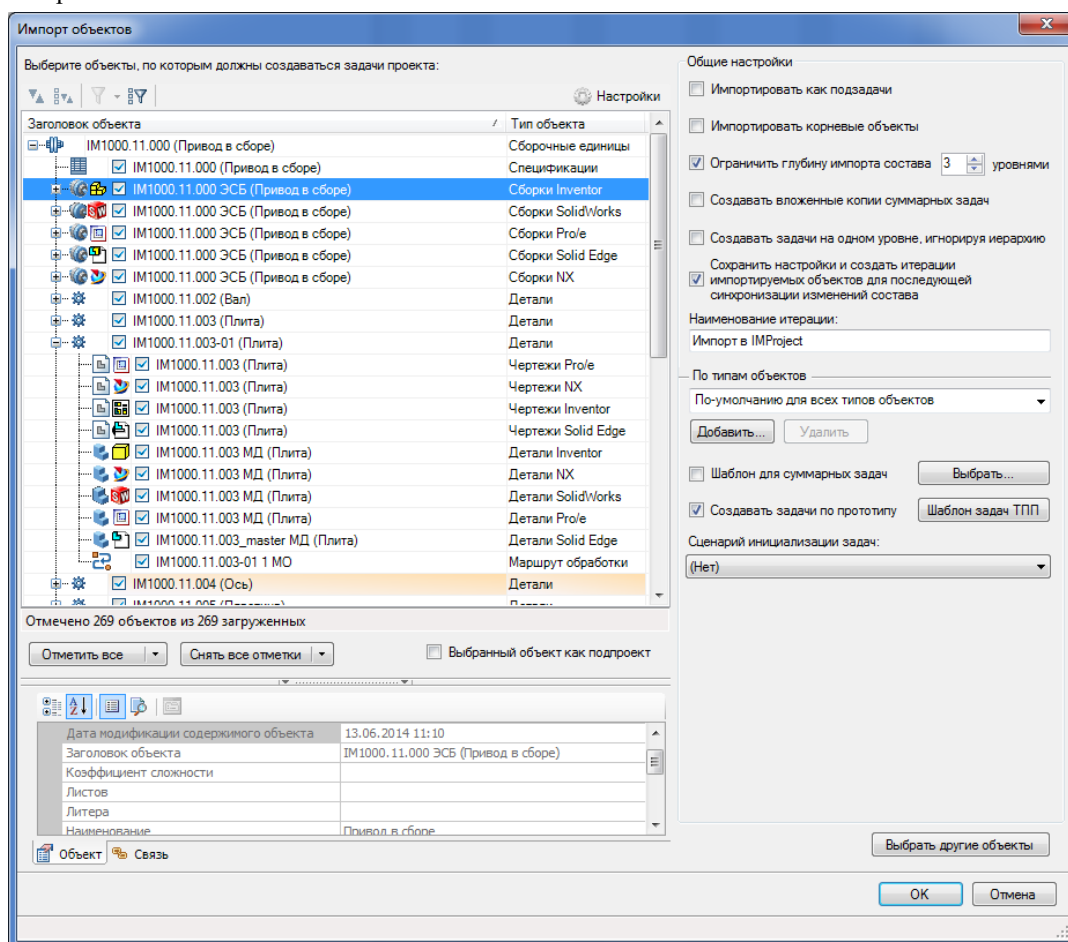 Импорт объектов
Выберите объекты, по которым должны создаваться задачи проекта:
Настройки
Заголовок объекта / Тип объекта
IM1000.11.000 (Привод в сборе) Сборочные единицы
IM1000.11.000 (Привод в сборе) Спецификации
IM1000.11.000 ЭСБ (Привод в сборе) Сборки Inventor
IM1000.11.000 ЭСБ (Привод в сборе) Сборки SolidWorks
IM1000.11.000 ЭСБ (Привод в сборе) Сборки Pro/e
IM1000.11.000 ЭСБ (Привод в сборе) Сборки Solid Edge
IM1000.11.000 ЭСБ (Привод в сборе) Сборки NX
IM1000.11.002 (Вал) Детали
IM1000.11.003 (Плита) Детали
IM1000.11.003-01 (Плита) Детали
IM1000.11.003 (Плита) Чертежи Pro/e
IM1000.11.003 (Плита) Чертежи NX
IM1000.11.003 (Плита) Чертежи Inventor
IM1000.11.003 (Плита) Чертежи Solid Edge
IM1000.11.003 МД (Плита) Детали Inventor
IM1000.11.003 МД (Плита) Детали NX
IM1000.11.003 МД (Плита) Детали SolidWorks
IM1000.11.003 МД (Плита) Детали Pro/e
IM1000.11.003_master МД (Плита) Детали Solid Edge
IM1000.11.003-01 1 МО Маршрут обработки
IM1000.11.004 (Ось) Детали
Отмечено 269 объектов из 269 загруженных
Отметить все Снять все отметки Выбранный объект как подпроект
Дата модификации содержимого объекта 13.06.2014 11:10
Заголовок объекта IM1000.11.000 ЭСБ (Привод в сборе)
Коэффициент сложности
Листов
Литера
Наименование Привод в сборе
Объект Связь
Общие настройки
Импортировать как подзадачи
Импортировать корневые объекты
Ограничить глубину импорта состава 3 уровнями
Создавать вложенные копии суммарных задач
Создавать задачи на одном уровне, игнорируя иерархию
Сохранить настройки и создать итерации
импортируемых объектов для последующей
синхронизации изменений состава
Наименование итерации:
Импорт в IMProject
По типам объектов
По-умолчанию для всех типов объектов
Добавить... Удалить
Шаблон для суммарных задач Выбрать...
Создавать задачи по прототипу Шаблон задач ТПП
Сценарий инициализации задач:
(Нет)
Выбрать другие объекты
OK Отмена